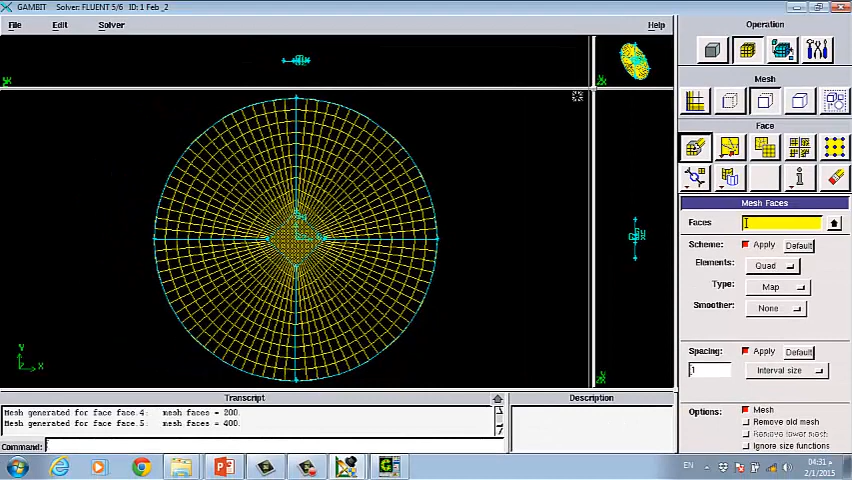 GAMBIT    Solver: FLUENT 5/6  ID: 1 Feb _2
File Edit Solver Help
Operation
Mesh
Face
Mesh Faces
Faces
Scheme: Apply Default
Elements: Quad
Type: Map
Smoother: None
Spacing: Apply Default
1 Interval size
Options: Mesh
Remove old mesh
Remove lower mesh
Ignore size functions
Transcript
Description
Mesh generated for face face.4:  mesh faces = 200.
Mesh generated for face face.5:  mesh faces = 400.
Command:
Y
X
EN
04:31 م
2/1/2015